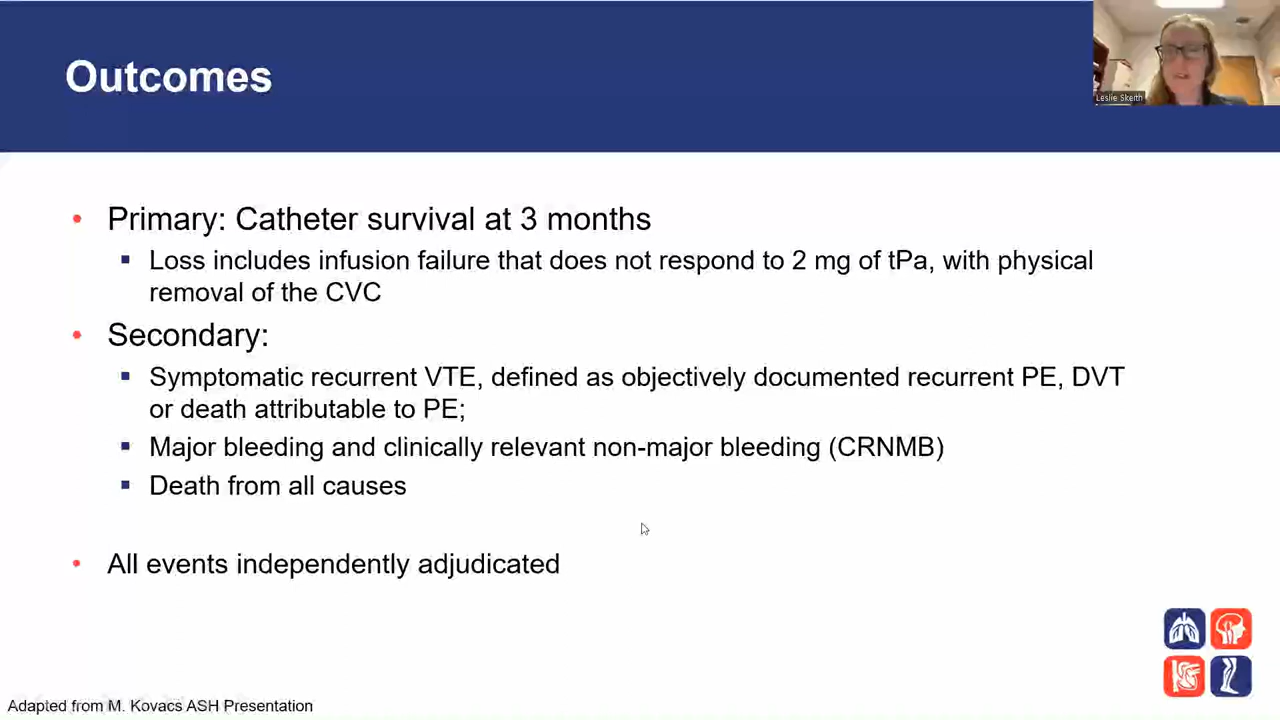 Outcomes
Leslie Skeith
• Primary: Catheter survival at 3 months
▪ Loss includes infusion failure that does not respond to 2 mg of tPa, with physical
removal of the CVC
• Secondary:
▪ Symptomatic recurrent VTE, defined as objectively documented recurrent PE, DVT
or death attributable to PE;
▪ Major bleeding and clinically relevant non-major bleeding (CRNMB)
▪ Death from all causes
• All events independently adjudicated
Adapted from M. Kovacs ASH Presentation